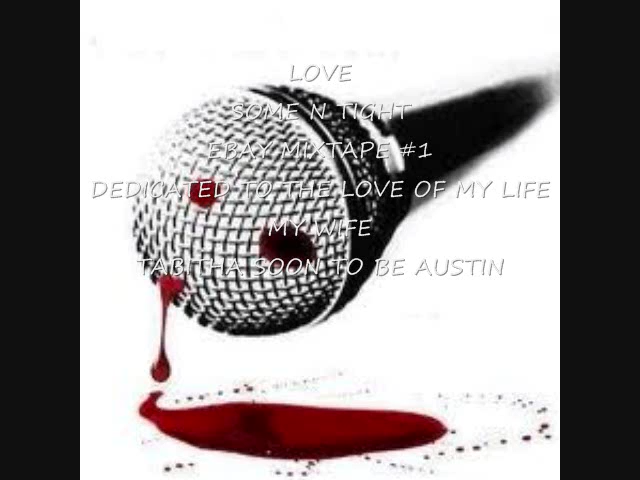 LOVE
SOME N TIGHT
EBAY MIXTAPE #1
DEDICATED TO THE LOVE OF MY LIFE
MY WIFE
TABITHA SOON TO BE AUSTIN